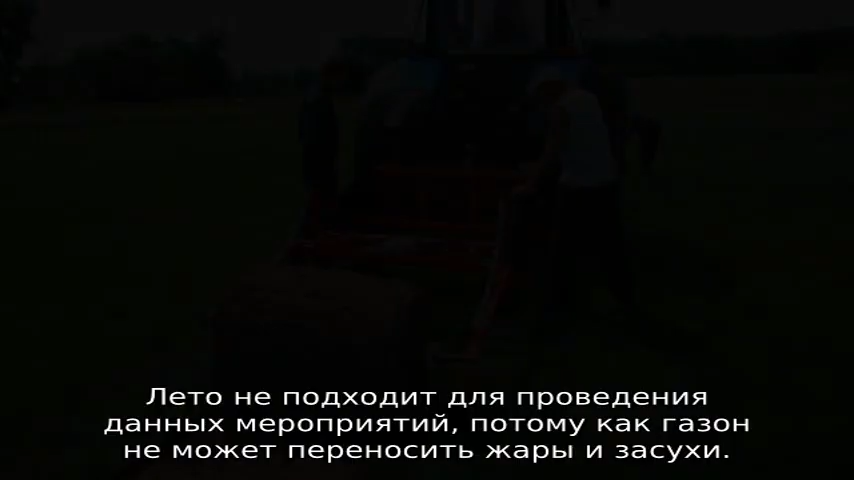 Лето не подходит для проведения
данных мероприятий, потому как газон
не может переносить жары и засухи.